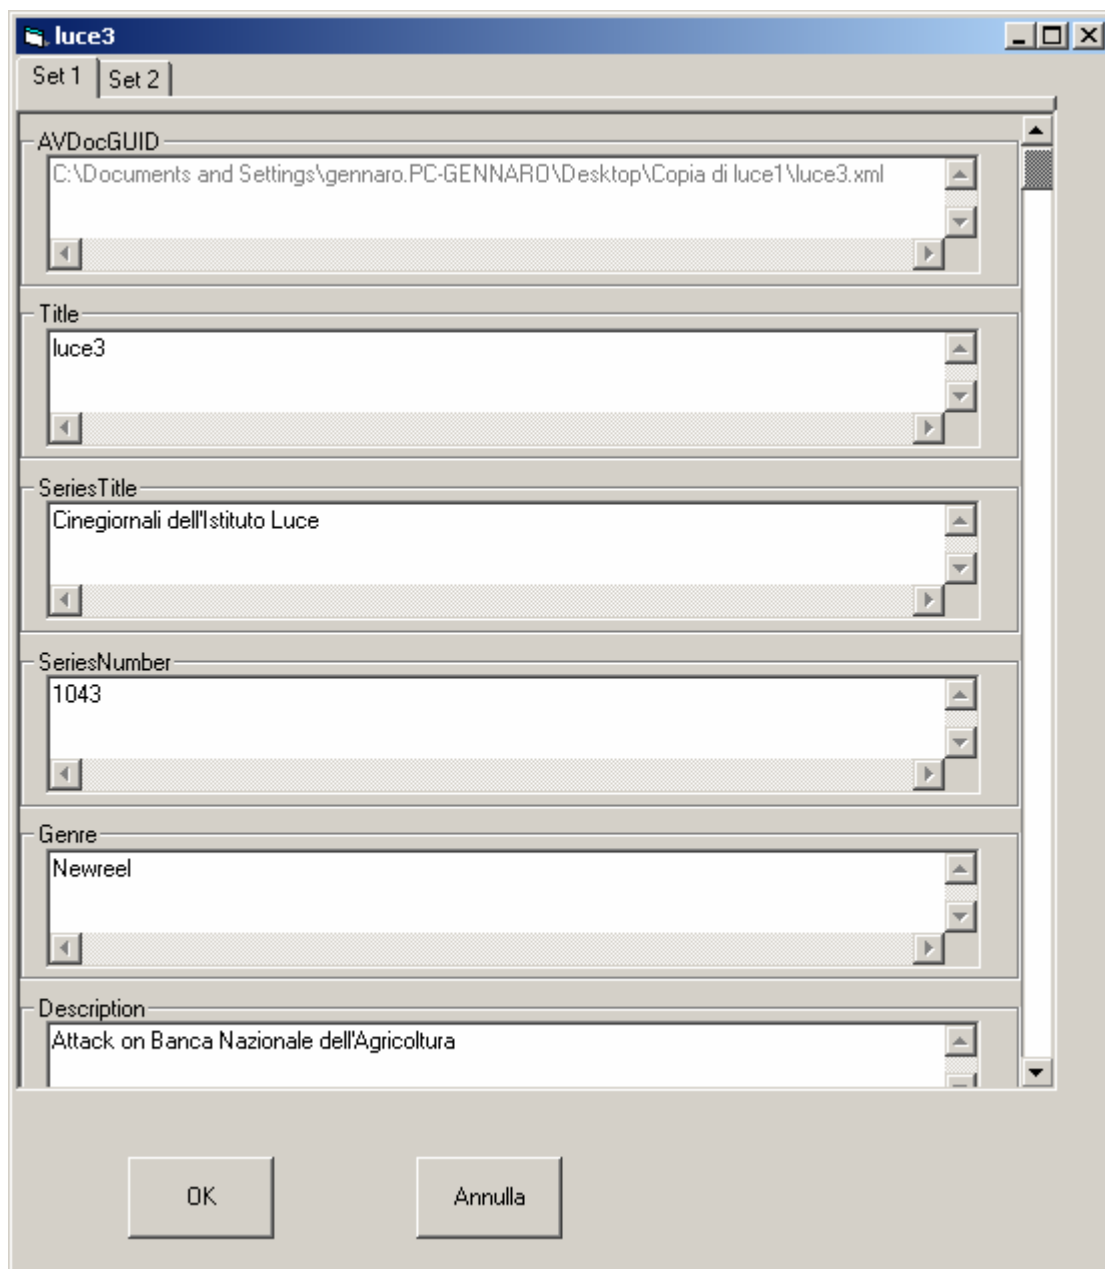 luce3
Set 1 Set 2
AVDocGUID
C:\Documents and Settings\gennaro.PC-GENNARO\Desktop\Copia di luce1\luce3.xml
Title
luce3
SeriesTitle
Cinegiornali dell'Istituto Luce
SeriesNumber
1043
Genre
Newreel
Description
Attack on Banca Nazionale dell'Agricoltura
OK Annulla